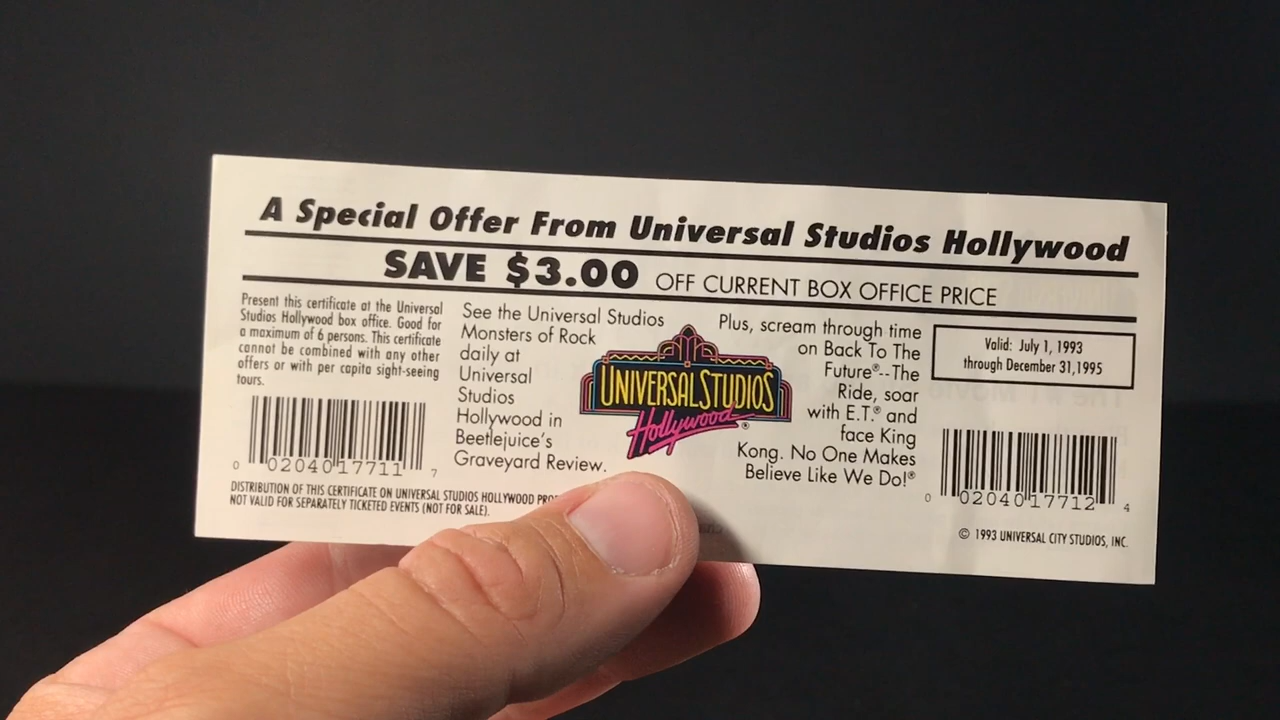 A Special Offer From Universal Studios Hollywood
SAVE $3.00 OFF CURRENT BOX OFFICE PRICE
Present this certificate at the Universal
Studios Hollywood box office. Good for
a maximum of 6 persons. This certificate
cannot be combined with any other
offers or with per capita sight-seeing
tours.
0 02040 17711 7
DISTRIBUTION OF THIS CERTIFICATE ON UNIVERSAL STUDIOS HOLLYWOOD
NOT VALID FOR SEPARATELY TICKETED EVENTS (NOT FOR SALE).
See the Universal Studios
Monsters of Rock
daily at
Universal
Studios
Hollywood in
Beetlejuice's
Graveyard Review.
UNIVERSAL STUDIOS
Hollywood®
Plus, scream through time
on Back To The
Future®--The
Ride, soar
with E.T.® and
face King
Kong. No One Makes
Believe Like We Do!®
Valid: July 1, 1993
through December 31,1995
0 02040 17712 4
© 1993 UNIVERSAL CITY STUDIOS, INC.